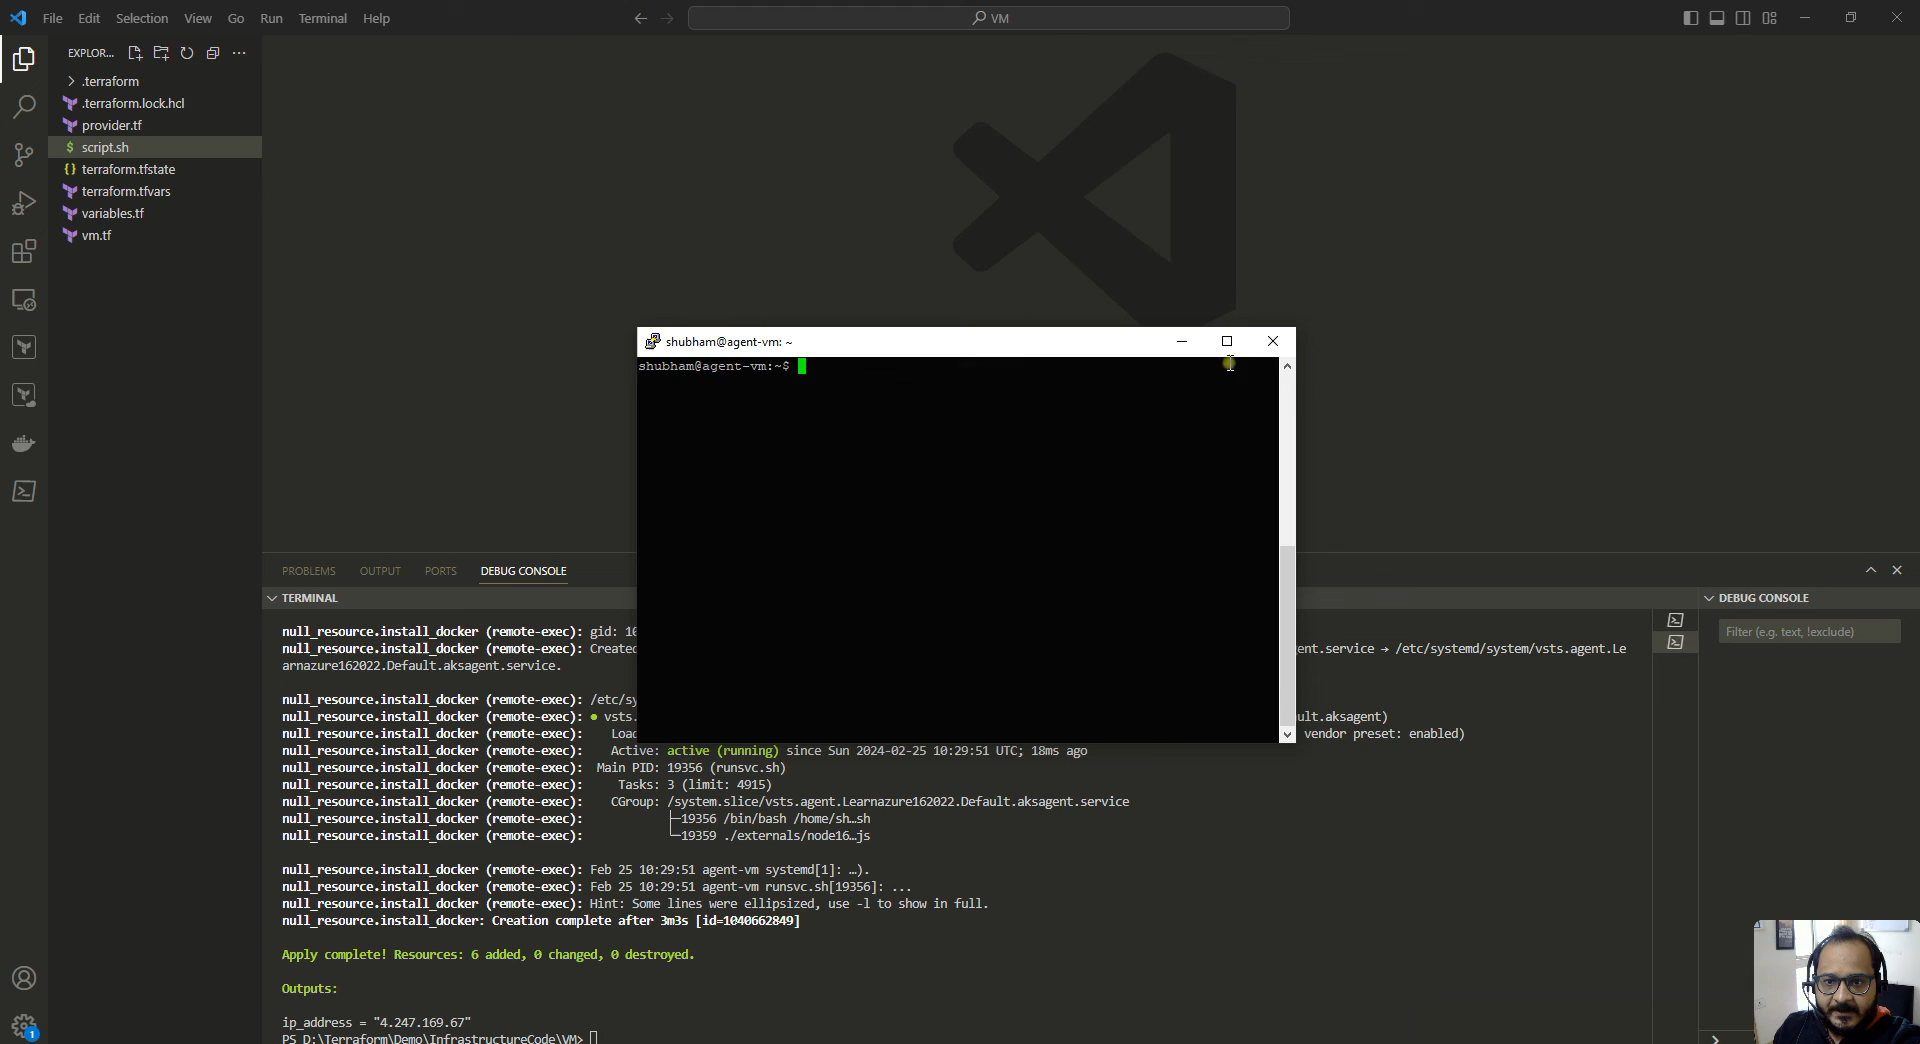 File Edit Selection View Go Run Terminal Help
VM
EXPLOR...
.terraform
.terraform.lock.hcl
provider.tf
$ script.sh
{} terraform.tfstate
terraform.tfvars
variables.tf
vm.tf
shubham@agent-vm: ~
shubham@agent-vm:~$
PROBLEMS OUTPUT PORTS DEBUG CONSOLE
TERMINAL
DEBUG CONSOLE
Filter (e.g. text, !exclude)
null_resource.install_docker (remote-exec): gid: 10
null_resource.install_docker (remote-exec): Created ent.service → /etc/systemd/system/vsts.agent.Le
arnazure162022.Default.aksagent.service.
null_resource.install_docker (remote-exec): /etc/sy
null_resource.install_docker (remote-exec): ● vsts. ult.aksagent)
null_resource.install_docker (remote-exec): Loa vendor preset: enabled)
null_resource.install_docker (remote-exec): Active: active (running) since Sun 2024-02-25 10:29:51 UTC; 18ms ago
null_resource.install_docker (remote-exec): Main PID: 19356 (runsvc.sh)
null_resource.install_docker (remote-exec): Tasks: 3 (limit: 4915)
null_resource.install_docker (remote-exec): CGroup: /system.slice/vsts.agent.Learnazure162022.Default.aksagent.service
null_resource.install_docker (remote-exec): ├─19356 /bin/bash /home/sh…sh
null_resource.install_docker (remote-exec): └─19359 ./externals/node16…js
null_resource.install_docker (remote-exec): Feb 25 10:29:51 agent-vm systemd[1]: …).
null_resource.install_docker (remote-exec): Feb 25 10:29:51 agent-vm runsvc.sh[19356]: ...
null_resource.install_docker (remote-exec): Hint: Some lines were ellipsized, use -l to show in full.
null_resource.install_docker: Creation complete after 3m3s [id=1040662849]
Apply complete! Resources: 6 added, 0 changed, 0 destroyed.
Outputs:
ip_address = "4.247.169.67"
PS D:\Terraform\Demo\InfrastructureCode\VM>
1